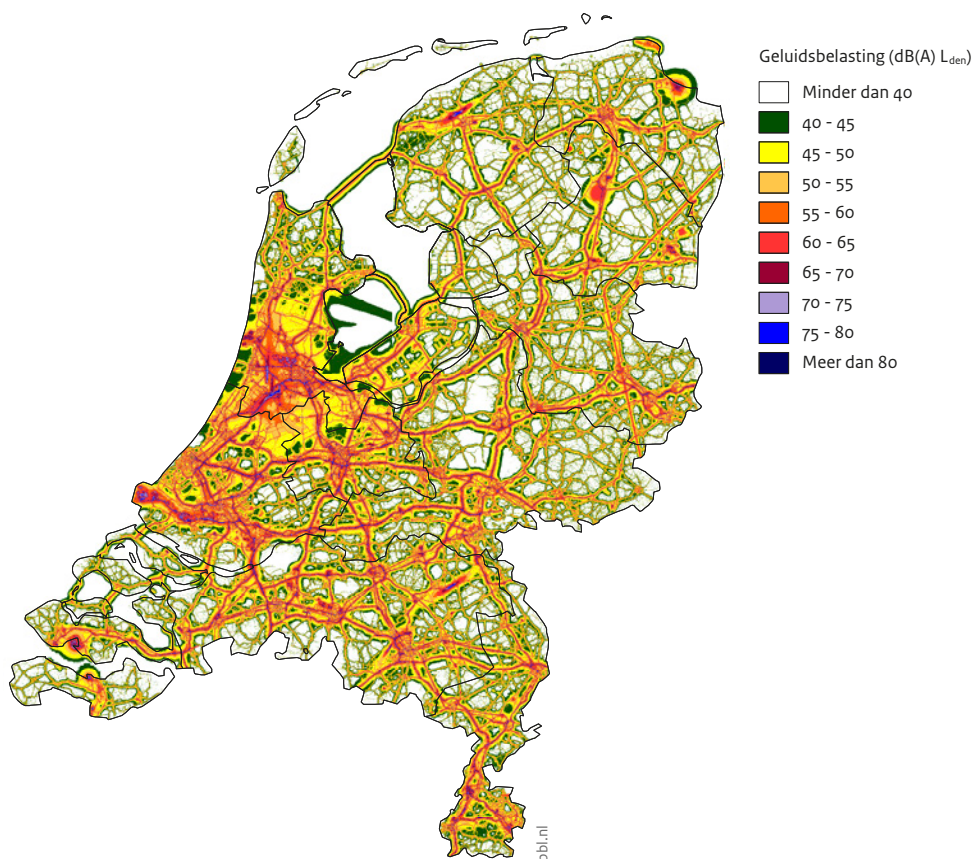 Geluidsbelasting (dB(A) Lden)
Minder dan 40
40 - 45
45 - 50
50 - 55
55 - 60
60 - 65
65 - 70
70 - 75
75 - 80
Meer dan 80
pbl.nl